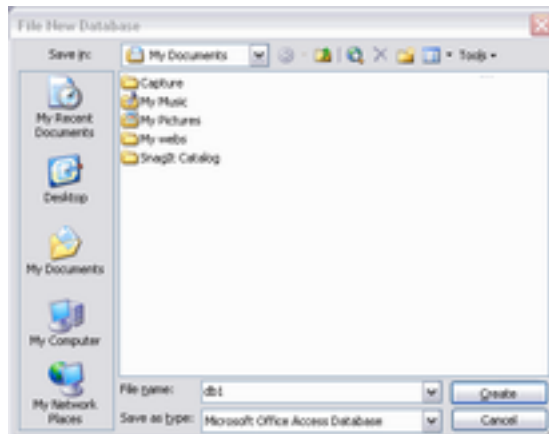 File New Database
Save in: My Documents Tools
Capture
My Music
My Pictures
My webs
SnagIt Catalog
My Recent
Documents
Desktop
My Documents
My Computer
My Network
Places
File name: db1 Create
Save as type: Microsoft Office Access Database Cancel